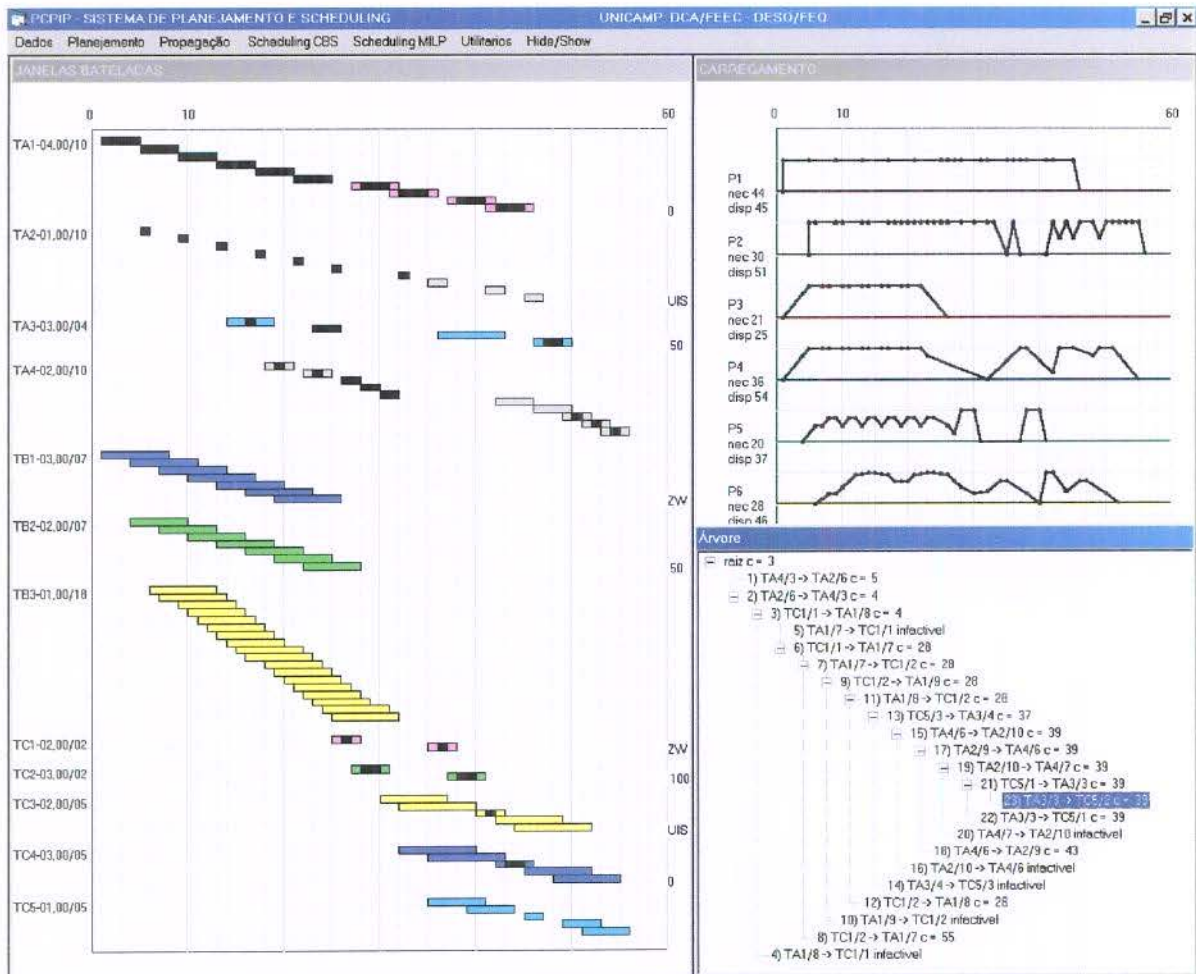 PCPIP - SISTEMA DE PLANEJAMENTO E SCHEDULING
UNICAMP: DCA/FEEC - DESQ/FEQ
Dados Planejamento Propagação Scheduling CBS Scheduling MILP Utilitarios Hide/Show
JANELAS BATELADAS
0 10 60
TA1-04,00/10
0
TA2-01,00/10
UIS
TA3-03,00/04
50
TA4-02,00/10
TB1-03,00/07
ZW
TB2-02,00/07
50
TB3-01,00/18
TC1-02,00/02
ZW
TC2-03,00/02
100
TC3-02,00/05
UIS
TC4-03,00/05
0
TC5-01,00/05
CARREGAMENTO
0 10 60
P1
nec 44
disp 45
P2
nec 30
disp 51
P3
nec 21
disp 25
P4
nec 36
disp 54
P5
nec 20
disp 37
P6
nec 28
disp 46
Árvore
raiz c = 3
1) TA4/3 -> TA2/6 c = 5
2) TA2/6 -> TA4/3 c = 4
3) TC1/1 -> TA1/8 c = 4
5) TA1/7 -> TC1/1 infactivel
6) TC1/1 -> TA1/7 c = 28
7) TA1/7 -> TC1/2 c = 28
9) TC1/2 -> TA1/9 c = 28
11) TA1/8 -> TC1/2 c = 28
13) TC5/3 -> TA3/4 c = 37
15) TA4/6 -> TA2/10 c = 39
17) TA2/9 -> TA4/6 c = 39
19) TA2/10 -> TA4/7 c = 39
21) TC5/1 -> TA3/3 c = 39
23) TA3/3 -> TC5/2 c = 39
22) TA3/3 -> TC5/1 c = 39
20) TA4/7 -> TA2/10 infactivel
18) TA4/6 -> TA2/9 c = 43
16) TA2/10 -> TA4/6 infactivel
14) TA3/4 -> TC5/3 infactivel
12) TC1/2 -> TA1/8 c = 28
10) TA1/9 -> TC1/2 infactivel
8) TC1/2 -> TA1/7 c = 55
4) TA1/8 -> TC1/1 infactivel